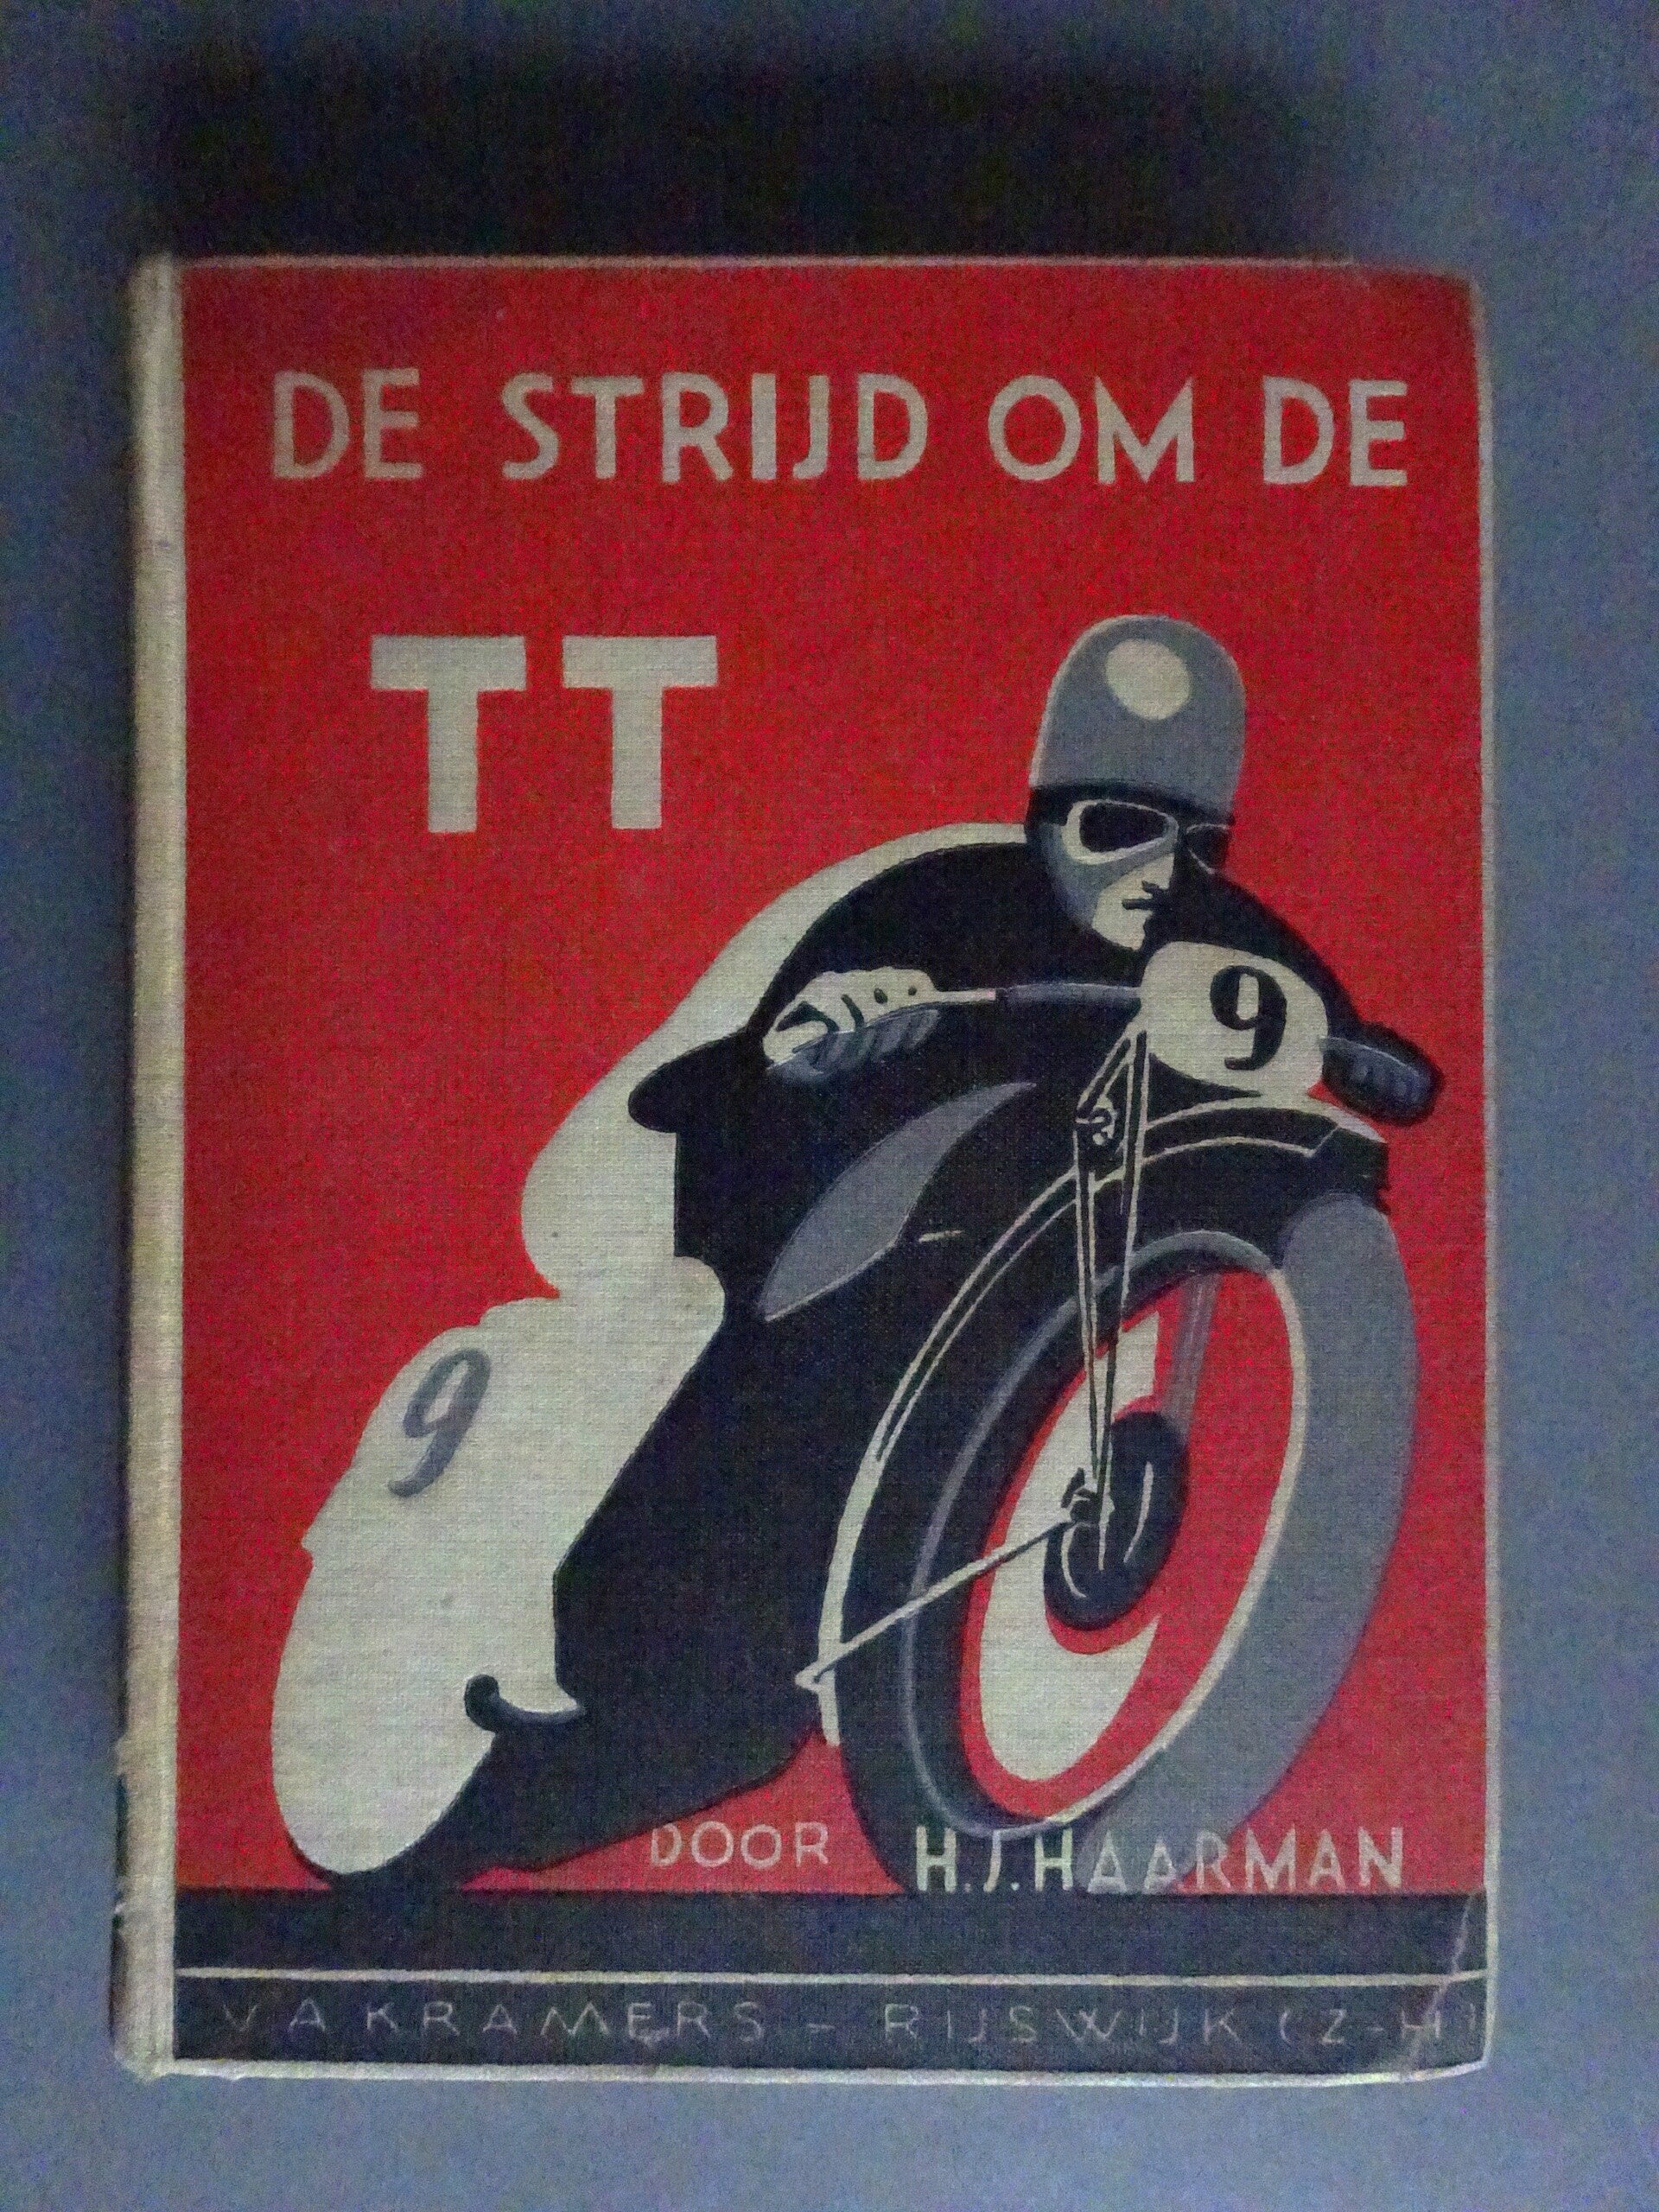 DE STRIJD OM DE
TT
9
9
DOOR H.J. HAARMAN
V A KRAMERS - RIJSWIJK (Z-H)